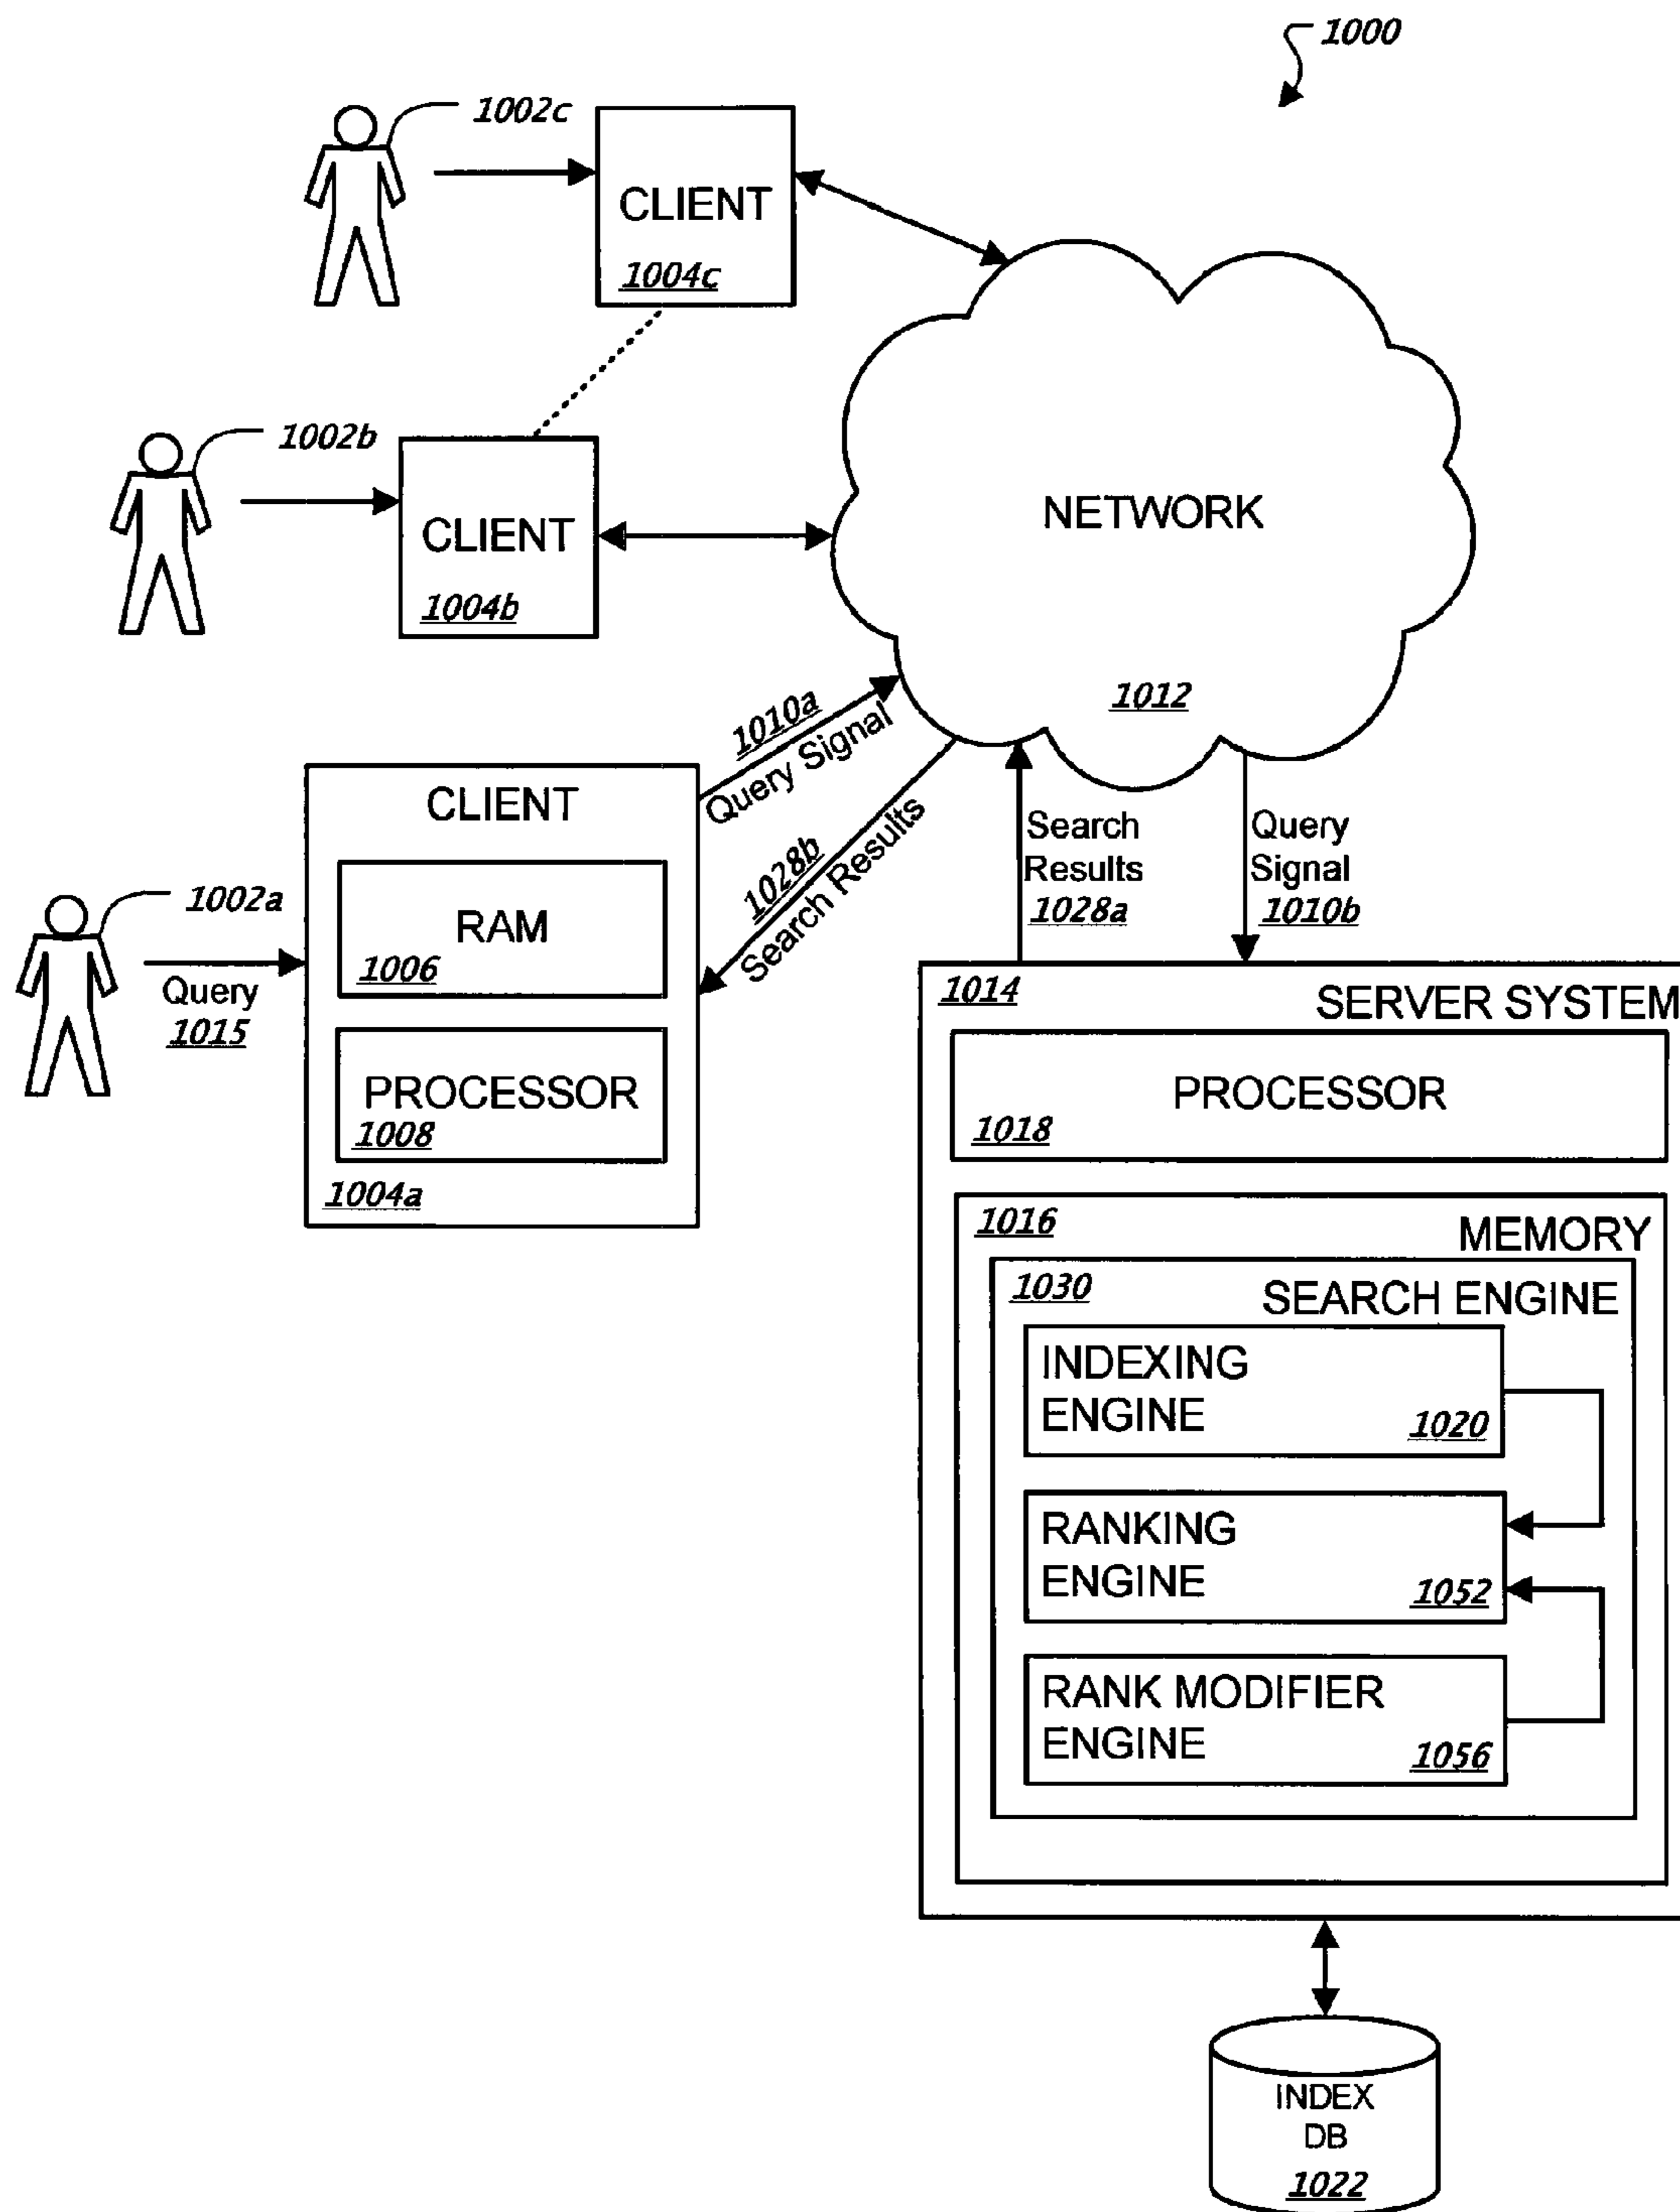 1000
1002c
CLIENT
1004c
1002b
CLIENT
1004b
NETWORK
1012
1010a
Query Signal
1028b
Search Results
Search
Results
1028a
Query
Signal
1010b
1002a
Query
1015
CLIENT
RAM
1006
PROCESSOR
1008
1004a
1014
SERVER SYSTEM
PROCESSOR
1018
1016
MEMORY
1030
SEARCH ENGINE
INDEXING
ENGINE
1020
RANKING
ENGINE
1052
RANK MODIFIER
ENGINE
1056
INDEX
DB
1022